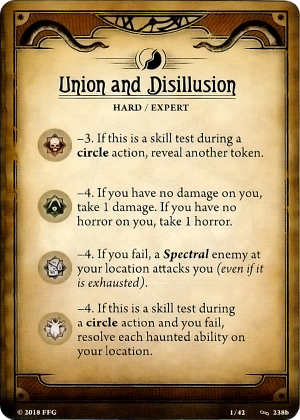 Union and Disillusion
HARD / EXPERT
–3. If this is a skill test during a
circle action, reveal another token.
–4. If you have no damage on you,
take 1 damage. If you have no
horror on you, take 1 horror.
–4. If you fail, a Spectral enemy at
your location attacks you (even if it
is exhausted).
–4. If this is a skill test during
a circle action and you fail,
resolve each haunted ability on
your location.
© 2018 FFG
1/42
238b